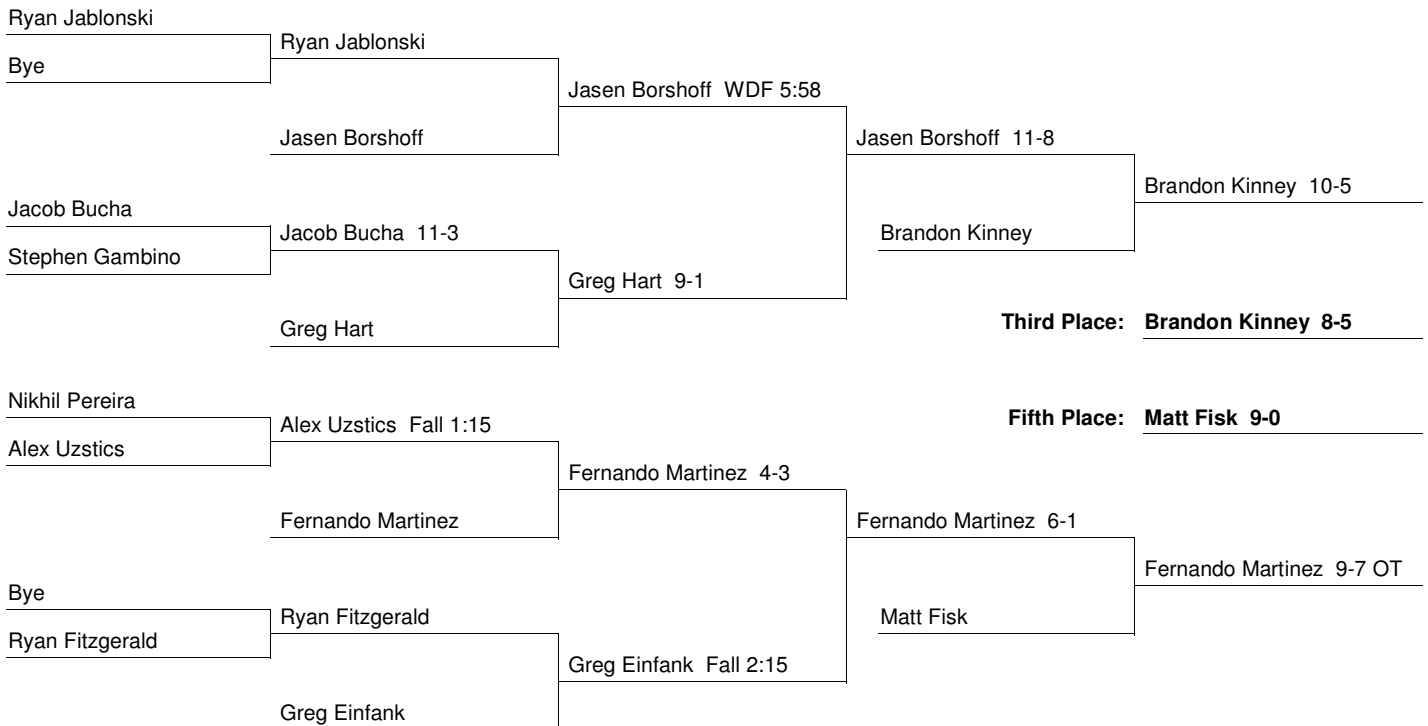 Ryan Jablonski
Ryan Jablonski
Bye
Jasen Borshoff WDF 5:58
Jasen Borshoff
Jasen Borshoff 11-8
Brandon Kinney 10-5
Jacob Bucha
Jacob Bucha 11-3
Brandon Kinney
Stephen Gambino
Greg Hart 9-1
Greg Hart
Third Place: Brandon Kinney 8-5
Nikhil Pereira
Alex Uzstics Fall 1:15
Fifth Place: Matt Fisk 9-0
Alex Uzstics
Fernando Martinez 4-3
Fernando Martinez
Fernando Martinez 6-1
Fernando Martinez 9-7 OT
Bye
Ryan Fitzgerald
Matt Fisk
Ryan Fitzgerald
Greg Einfank Fall 2:15
Greg Einfank